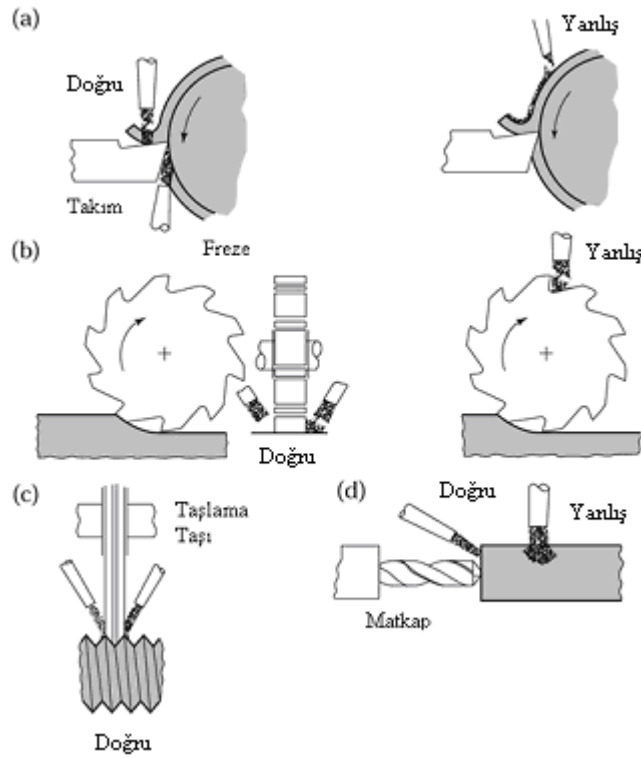 (a)
Doğru
Yanlış
Takım
Freze
(b)
Yanlış
Doğru
(c)
Taşlama
Taşı
Doğru
(d)
Doğru
Yanlış
Matkap